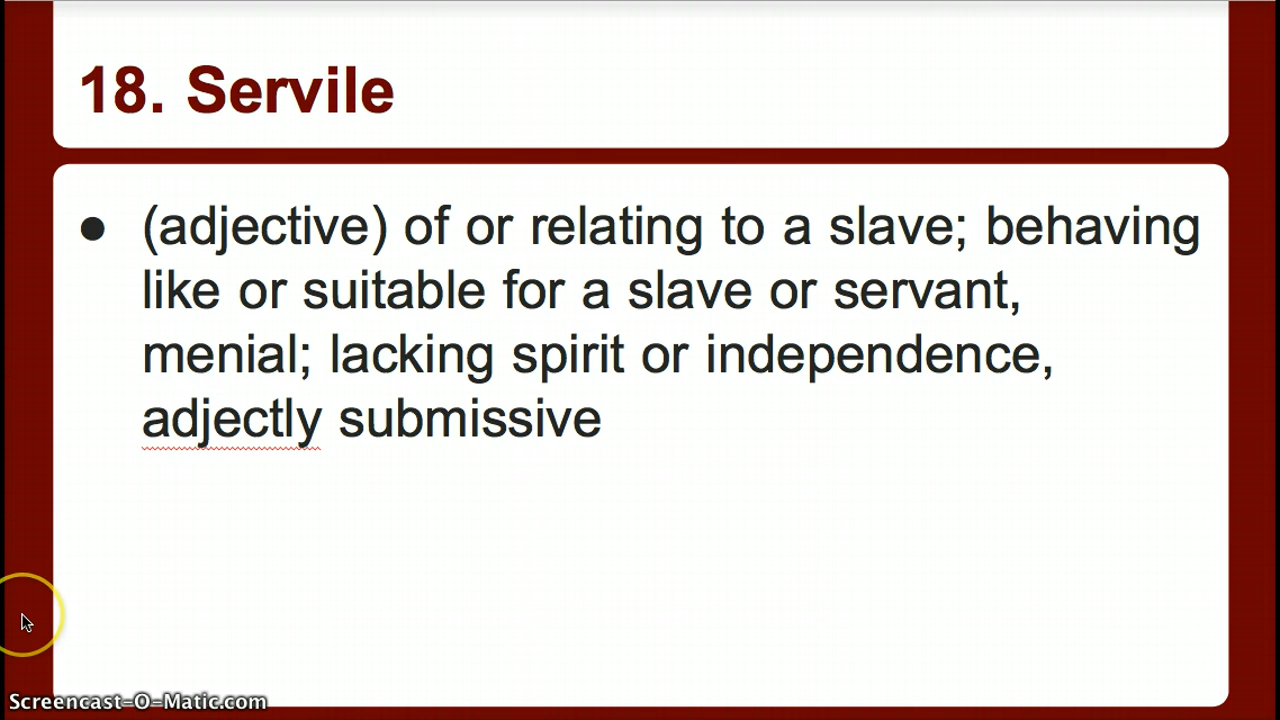 18. Servile
● (adjective) of or relating to a slave; behaving
like or suitable for a slave or servant,
menial; lacking spirit or independence,
adjectly submissive
Screencast-O-Matic.com